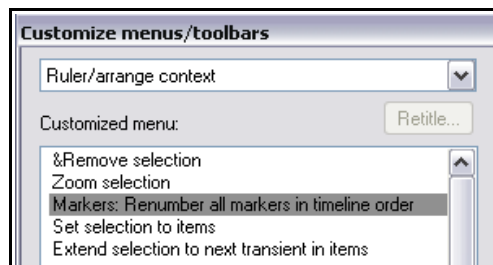 Customize menus/toolbars
Ruler/arrange context
Customized menu:
Retitle...
&Remove selection
Zoom selection
Markers: Renumber all markers in timeline order
Set selection to items
Extend selection to next transient in items